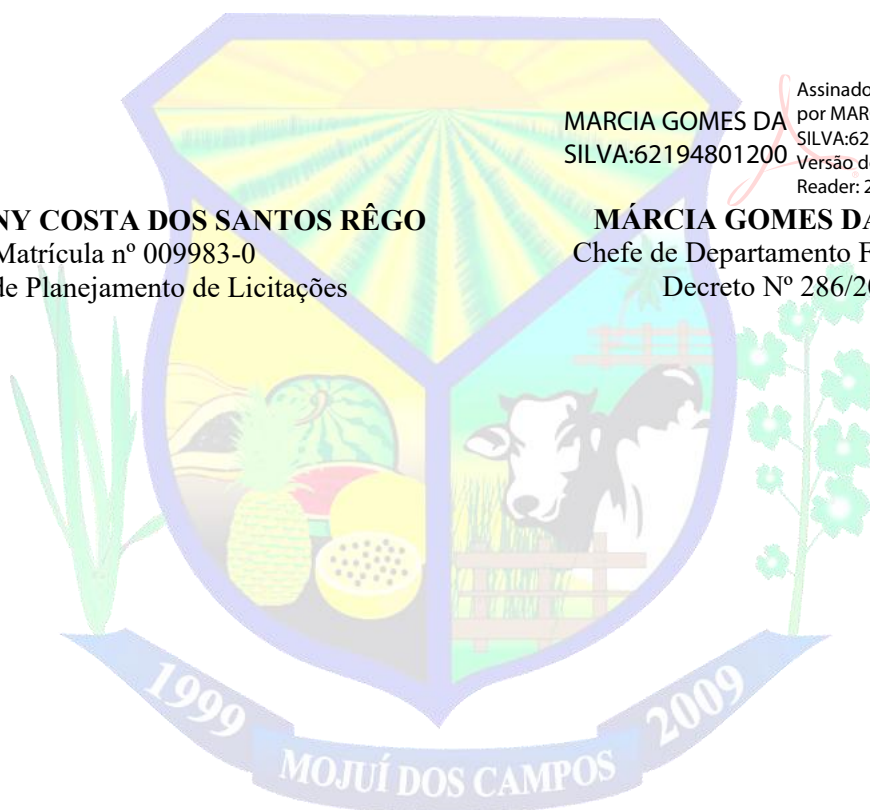 MARCIA GOMES DA
SILVA:62194801200
Assinado
por MAR
SILVA:62
Versão d
Reader: 2
NY COSTA DOS SANTOS RÊGO
Matrícula nº 009983-0
de Planejamento de Licitações
MÁRCIA GOMES DA
Chefe de Departamento F
Decreto Nº 286/20
1999
MOJUÍ DOS CAMPOS
2009